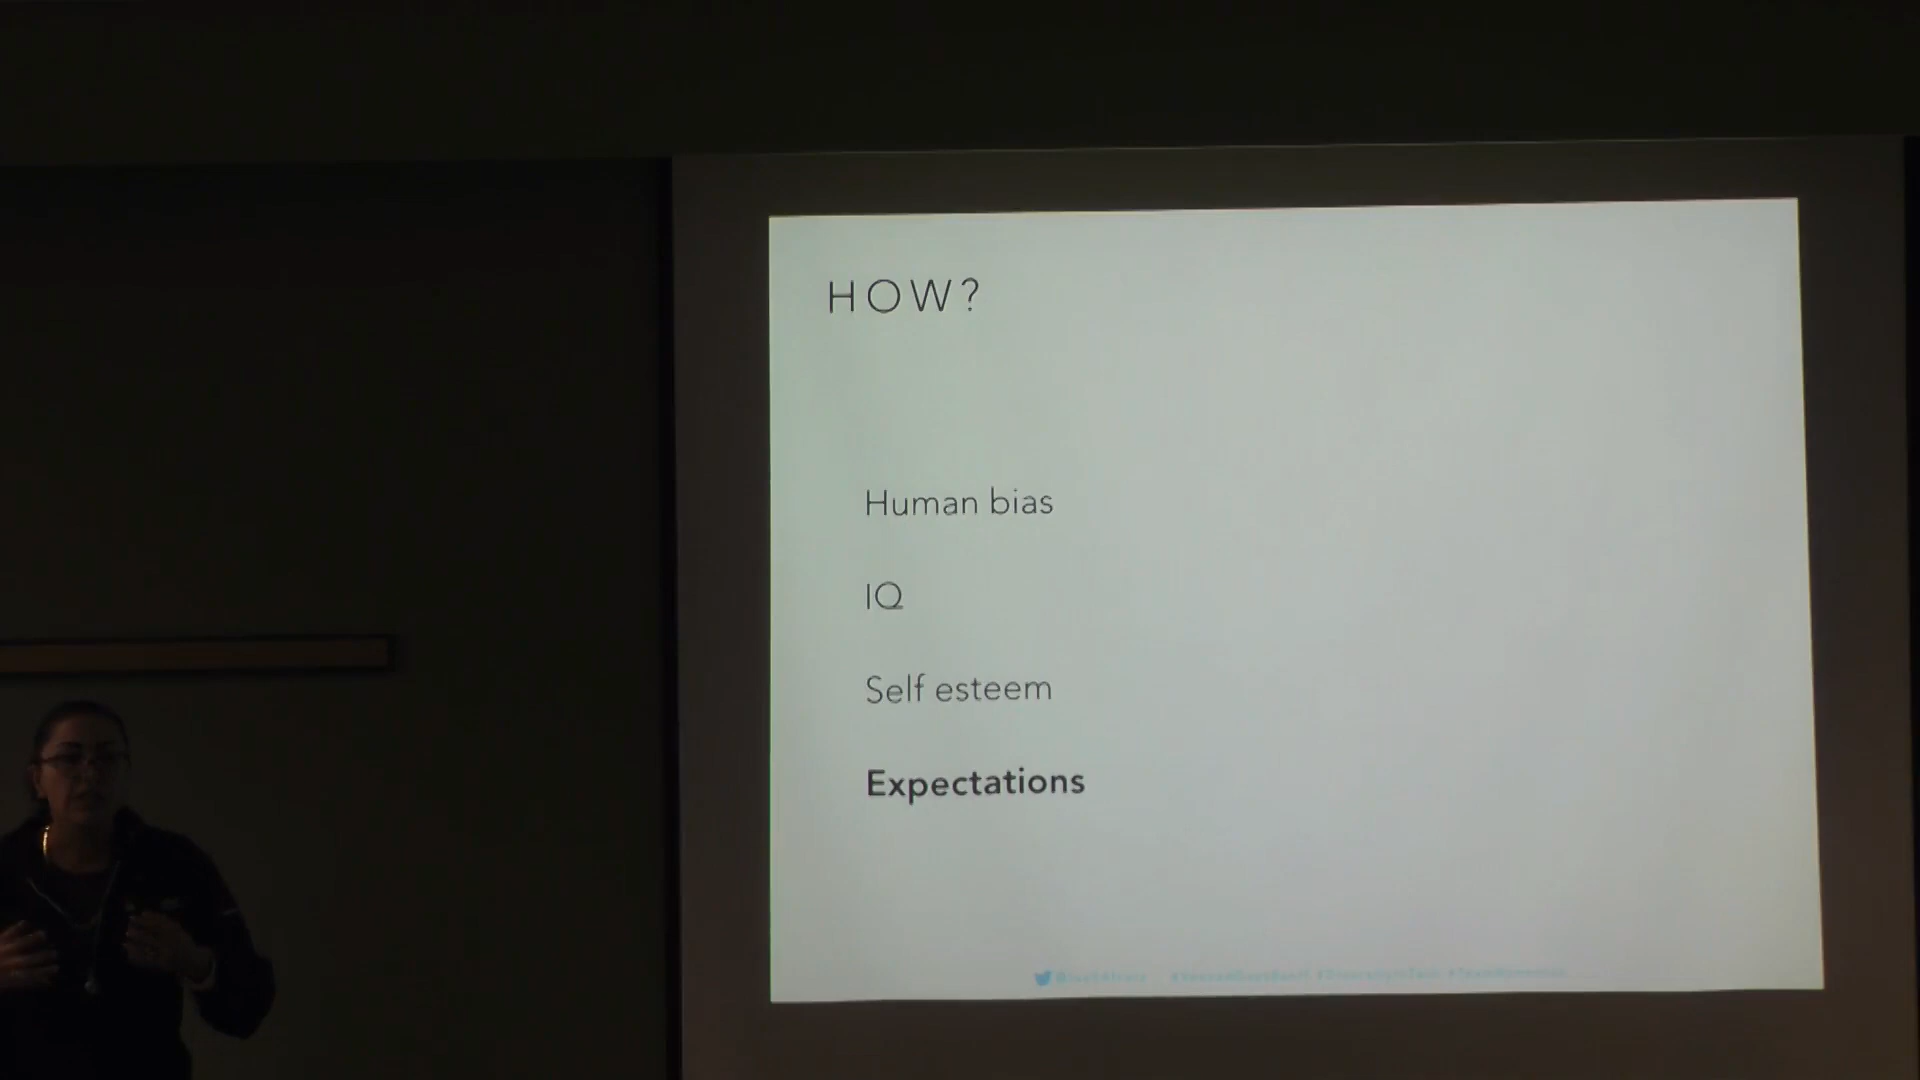 HOW?
Human bias
IQ
Self esteem
Expectations